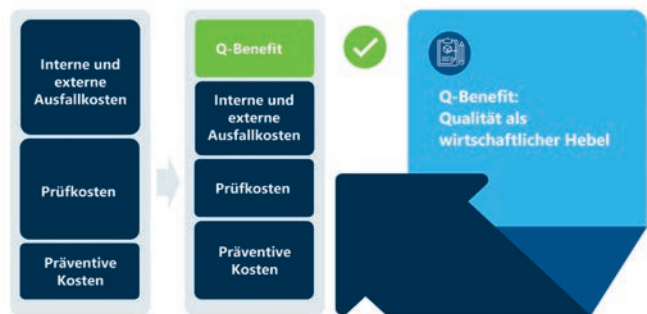 Interne und
externe
Ausfallkosten
Prüfkosten
Präventive
Kosten
Q-Benefit
Interne und
externe
Ausfallkosten
Prüfkosten
Präventive
Kosten
Q-Benefit:
Qualität als
wirtschaftlicher Hebel